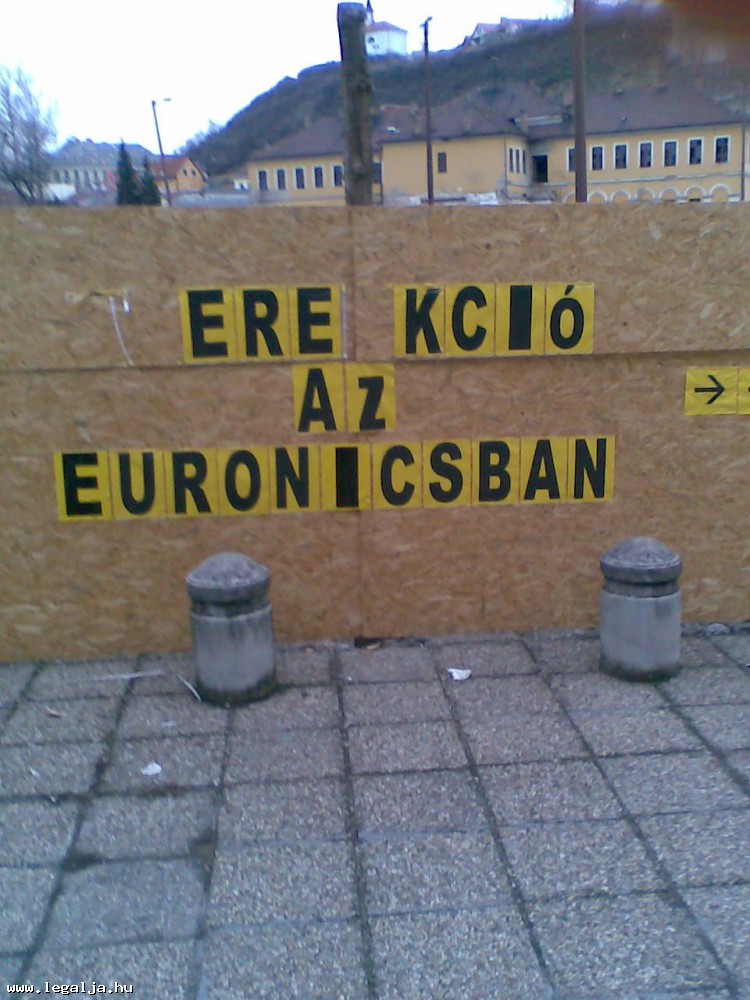 ERE KCIó
Az
→
EURONICSBAN
www.legalja.hu